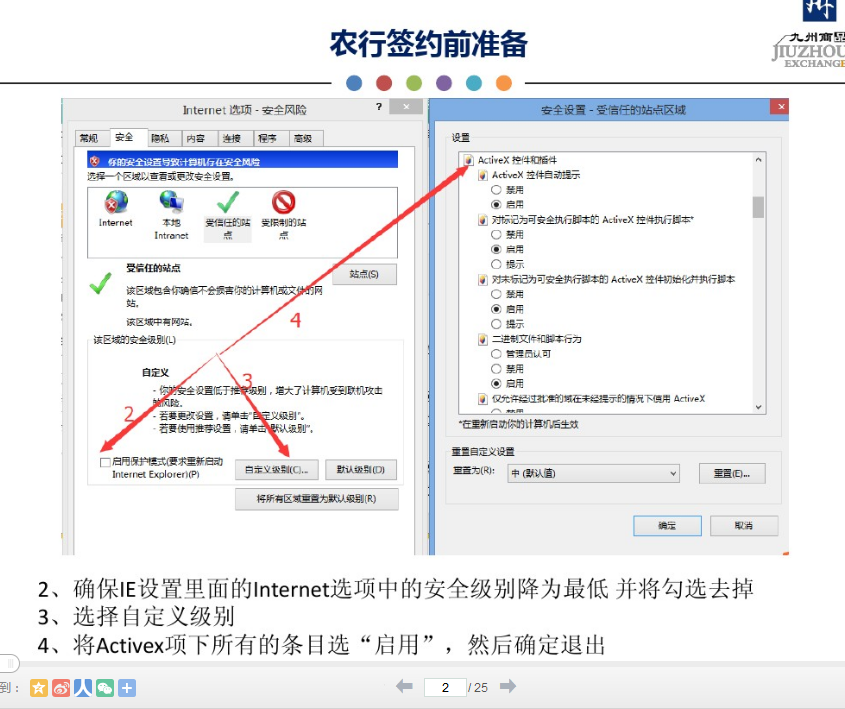 农行签约前准备
九州商品
JIUZHOU
EXCHANGE
Internet 选项 - 安全风险
?
常规 安全 隐私 内容 连接 程序 高级
你的安全设置导致计算机存在安全风险
选择一个区域以查看或更改安全设置。
Internet
本地
Intranet
受信任的站
点
受限制的站
点
受信任的站点
站点(S)
该区域包含你确信不会损害你的计算机或文件的网
站。
该区域中有网站。
该区域的安全级别(L)
自定义
- 你的安全设置低于推荐级别，增大了计算机受到联机攻击
的风险。
- 若要更改设置，请单击“自定义级别”。
- 若要使用推荐设置，请单击“默认级别”。
启用保护模式(要求重新启动
Internet Explorer)(P)
自定义级别(C)...
默认级别(D)
将所有区域重置为默认级别(R)
2
3
4
安全设置 - 受信任的站点区域
设置
ActiveX 控件和插件
ActiveX 控件自动提示
禁用
启用
对标记为可安全执行脚本的 ActiveX 控件执行脚本*
禁用
启用
提示
对未标记为可安全执行脚本的 ActiveX 控件初始化并执行脚本
禁用
启用
提示
二进制文件和脚本行为
管理员认可
禁用
启用
仅允许经过批准的域在未经提示的情况下使用 ActiveX
*在重新启动你的计算机后生效
重置自定义设置
重置为(R):
中 (默认值)
重置(E)...
确定
取消
2、确保IE设置里面的Internet选项中的安全级别降为最低 并将勾选去掉
3、选择自定义级别
4、将Activex项下所有的条目选“启用”，然后确定退出
到：
2 / 25